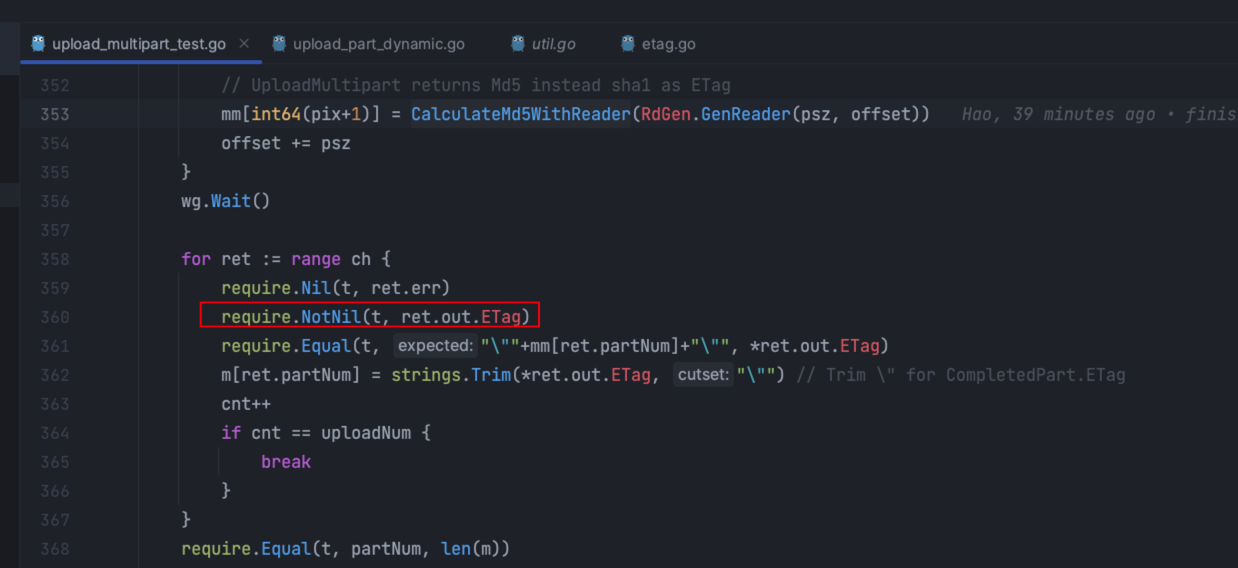 upload_multipart_test.go × upload_part_dynamic.go util.go etag.go
352 // UploadMultipart returns Md5 instead sha1 as ETag
353 mm[int64(pix+1)] = CalculateMd5WithReader(RdGen.GenReader(psz, offset)) Hao, 39 minutes ago • finis
354 offset += psz
355 }
356 wg.Wait()
357
358 for ret := range ch {
359 require.Nil(t, ret.err)
360 require.NotNil(t, ret.out.ETag)
361 require.Equal(t, expected: "\""+mm[ret.partNum]+"\"", *ret.out.ETag)
362 m[ret.partNum] = strings.Trim(*ret.out.ETag, cutset: "\"") // Trim \" for CompletedPart.ETag
363 cnt++
364 if cnt == uploadNum {
365 break
366 }
367 }
368 require.Equal(t, partNum, len(m))